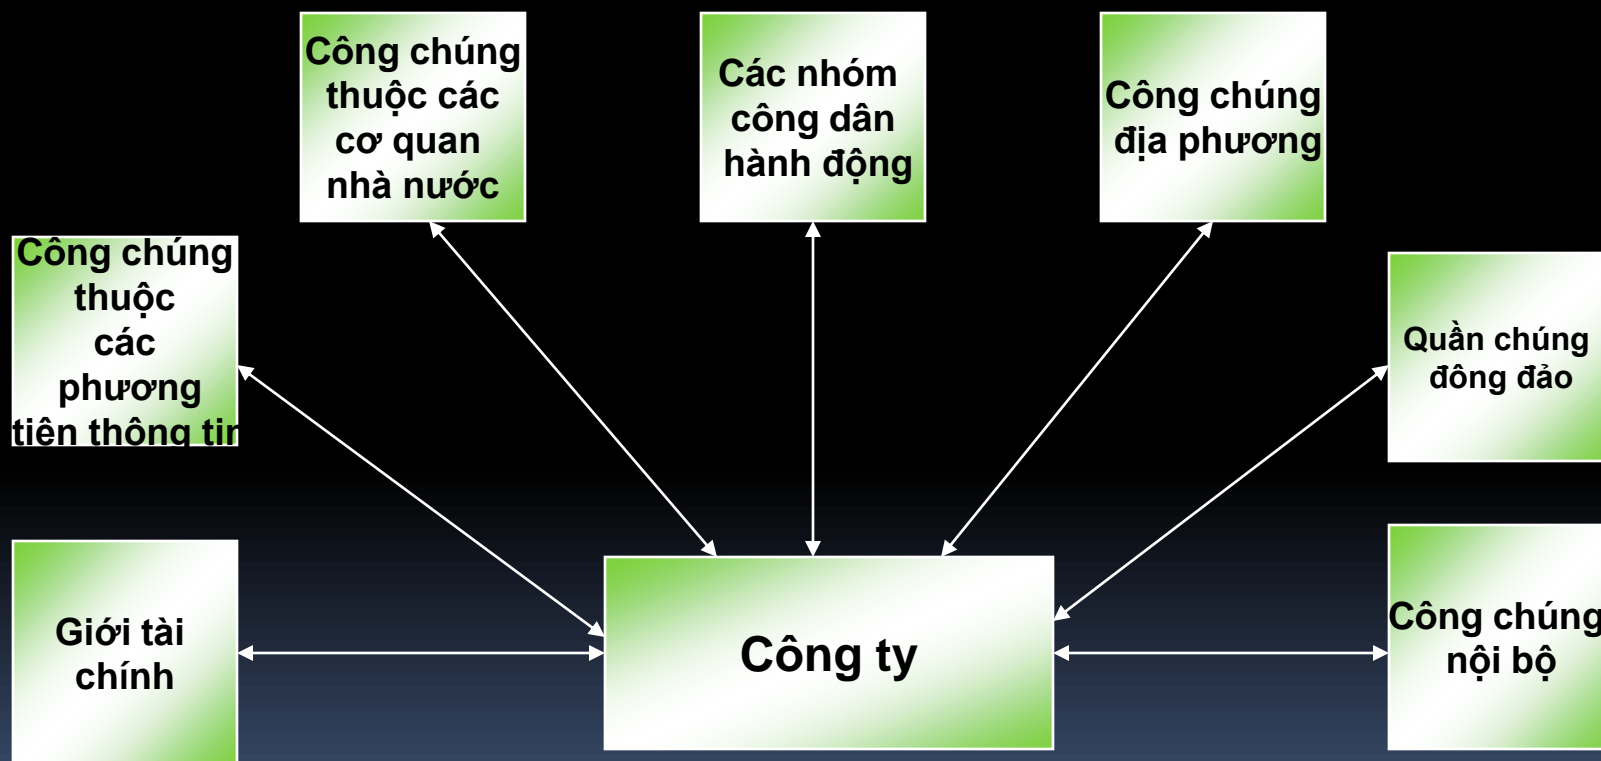 Công chúng
thuộc các
cơ quan
nhà nước
Các nhóm
công dân
hành động
Công chúng
địa phương
Công chúng
thuộc
các
phương
tiện thông tin
Quần chúng
đông đảo
Giới tài
chính
Công ty
Công chúng
nội bộ